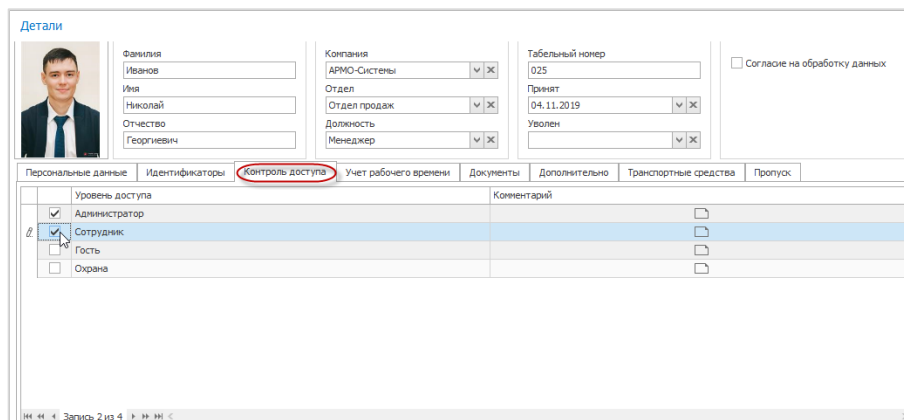 Детали
Фамилия
Иванов
Имя
Николай
Отчество
Георгиевич
Компания
АРМО-Системы
Отдел
Отдел продаж
Должность
Менеджер
Табельный номер
025
Принят
04.11.2019
Уволен
Согласие на обработку данных
Персональные данные Идентификаторы Контроль доступа Учет рабочего времени Документы Дополнительно Транспортные средства Пропуск
Уровень доступа Комментарий
Администратор
Сотрудник
Гость
Охрана
Запись 2 из 4